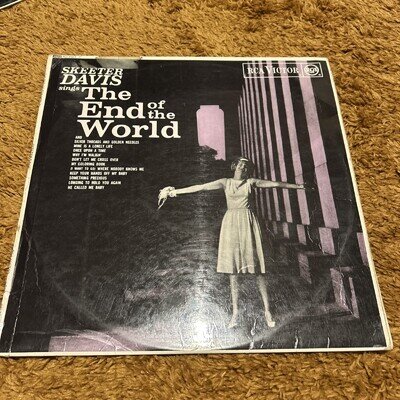 SKEETER
DAVIS
sings The
End of the
World
AND
SILVER THREADS AND GOLDEN NEEDLES
MINE IS A LONELY LIFE
ONCE UPON A TIME
WHY I'M WALKIN'
DON'T LET ME CROSS OVER
MY COLORING BOOK
(I WANT TO GO) WHERE NOBODY KNOWS ME
KEEP YOUR HANDS OFF MY BABY
SOMETHING PRECIOUS
LONGING TO HOLD YOU AGAIN
HE CALLED ME BABY
RCA VICTOR
RCA